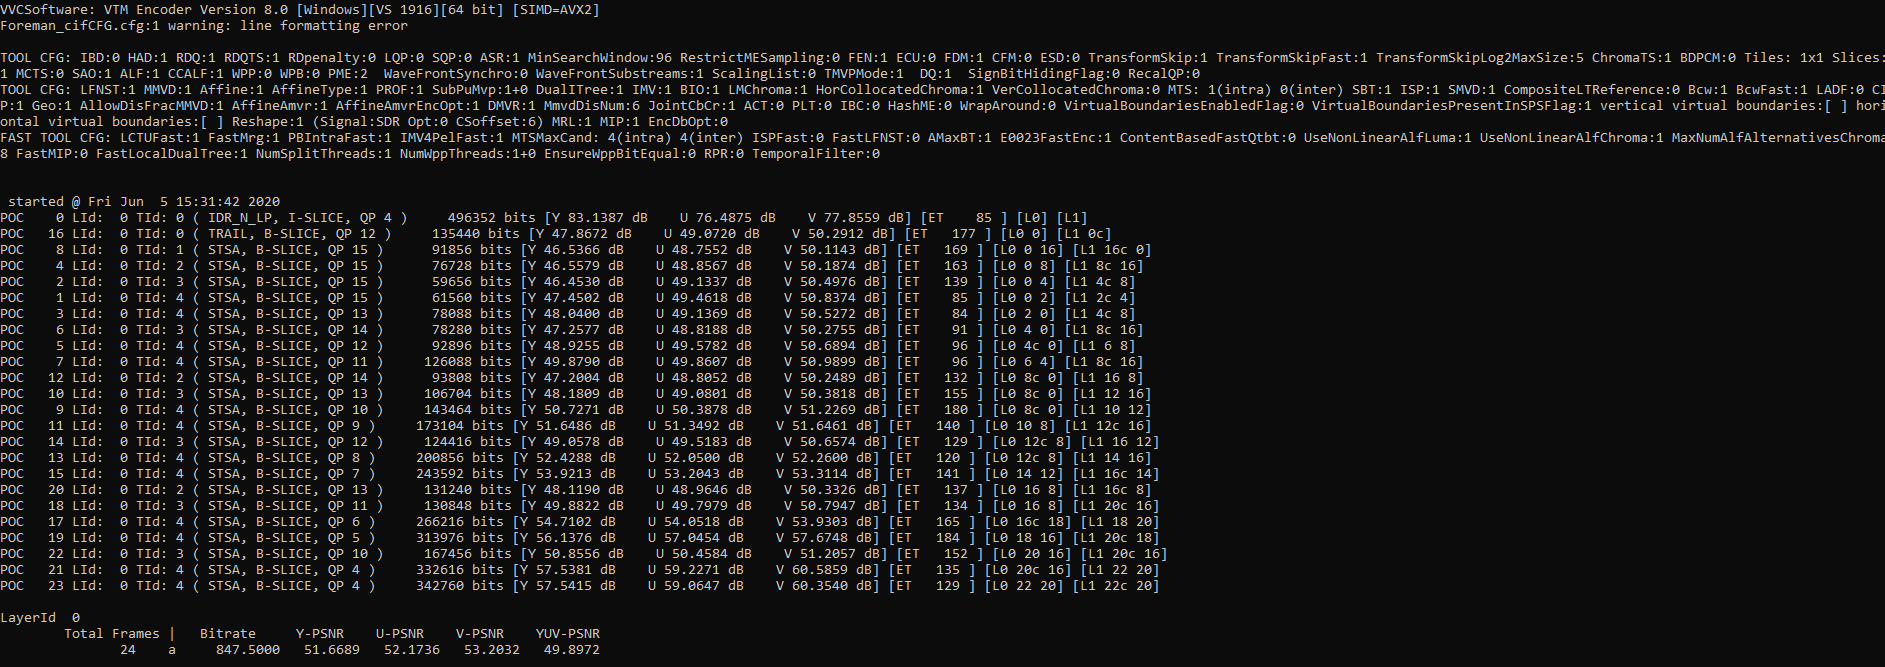 VVCSoftware: VTM Encoder Version 8.0 [Windows][VS 1916][64 bit] [SIMD=AVX2]
Foreman_cifCFG.cfg:1 warning: line formatting error
TOOL CFG: IBD:0 HAD:1 RDQ:1 RDQTS:1 RDpenalty:0 LQP:0 SQP:0 ASR:1 MinSearchWindow:96 RestrictMESampling:0 FEN:1 ECU:0 FDM:1 CFM:0 ESD:0 TransformSkip:1 TransformSkipFast:1 TransformSkipLog2MaxSize:5 ChromaTS:1 BDPCM:0 Tiles: 1x1 Slices:
1 MCTS:0 SAO:1 ALF:1 CCALF:1 WPP:0 WPB:0 PME:2  WaveFrontSynchro:0 WaveFrontSubstreams:1 ScalingList:0 TMVPMode:1  DQ:1  SignBitHidingFlag:0 RecalQP:0
TOOL CFG: LFNST:1 MMVD:1 Affine:1 AffineType:1 PROF:1 SubPuMvp:1+0 DualITree:1 IMV:1 BIO:1 LMChroma:1 HorCollocatedChroma:1 VerCollocatedChroma:0 MTS: 1(intra) 0(inter) SBT:1 ISP:1 SMVD:1 CompositeLTReference:0 Bcw:1 BcwFast:1 LADF:0 CI
P:1 Geo:1 AllowDisFracMMVD:1 AffineAmvr:1 AffineAmvrEncOpt:1 DMVR:1 MmvdDisNum:6 JointCbCr:1 ACT:0 PLT:0 IBC:0 HashME:0 WrapAround:0 VirtualBoundariesEnabledFlag:0 VirtualBoundariesPresentInSPSFlag:1 vertical virtual boundaries:[ ] hori
ontal virtual boundaries:[ ] Reshape:1 (Signal:SDR Opt:0 CSoffset:6) MRL:1 MIP:1 EncDbOpt:0
FAST TOOL CFG: LCTUFast:1 FastMrg:1 PBIntraFast:1 IMV4PelFast:1 MTSMaxCand: 4(intra) 4(inter) ISPFast:0 FastLFNST:0 AMaxBT:1 E0023FastEnc:1 ContentBasedFastQtbt:0 UseNonLinearAlfLuma:1 UseNonLinearAlfChroma:1 MaxNumAlfAlternativesChroma
8 FastMIP:0 FastLocalDualTree:1 NumSplitThreads:1 NumWppThreads:1+0 EnsureWppBitEqual:0 RPR:0 TemporalFilter:0
started @ Fri Jun  5 15:31:42 2020
POC    0 LId:  0 TId: 0 ( IDR_N_LP, I-SLICE, QP 4 )     496352 bits [Y 83.1387 dB    U 76.4875 dB    V 77.8559 dB] [ET    85 ] [L0] [L1]
POC   16 LId:  0 TId: 0 ( TRAIL, B-SLICE, QP 12 )     135440 bits [Y 47.8672 dB    U 49.0720 dB    V 50.2912 dB] [ET   177 ] [L0 0] [L1 0c]
POC    8 LId:  0 TId: 1 ( STSA, B-SLICE, QP 15 )      91856 bits [Y 46.5366 dB    U 48.7552 dB    V 50.1143 dB] [ET   169 ] [L0 0 16] [L1 16c 0]
POC    4 LId:  0 TId: 2 ( STSA, B-SLICE, QP 15 )      76728 bits [Y 46.5579 dB    U 48.8567 dB    V 50.1874 dB] [ET   163 ] [L0 0 8] [L1 8c 16]
POC    2 LId:  0 TId: 3 ( STSA, B-SLICE, QP 15 )      59656 bits [Y 46.4530 dB    U 49.1337 dB    V 50.4976 dB] [ET   139 ] [L0 0 4] [L1 4c 8]
POC    1 LId:  0 TId: 4 ( STSA, B-SLICE, QP 15 )      61560 bits [Y 47.4502 dB    U 49.4618 dB    V 50.8374 dB] [ET    85 ] [L0 0 2] [L1 2c 4]
POC    3 LId:  0 TId: 4 ( STSA, B-SLICE, QP 13 )      78088 bits [Y 48.0400 dB    U 49.1369 dB    V 50.5272 dB] [ET    84 ] [L0 2 0] [L1 4c 8]
POC    6 LId:  0 TId: 3 ( STSA, B-SLICE, QP 14 )      78280 bits [Y 47.2577 dB    U 48.8188 dB    V 50.2755 dB] [ET    91 ] [L0 4 0] [L1 8c 16]
POC    5 LId:  0 TId: 4 ( STSA, B-SLICE, QP 12 )      92896 bits [Y 48.9255 dB    U 49.5782 dB    V 50.6894 dB] [ET    96 ] [L0 4c 0] [L1 6 8]
POC    7 LId:  0 TId: 4 ( STSA, B-SLICE, QP 11 )     126088 bits [Y 49.8790 dB    U 49.8607 dB    V 50.9899 dB] [ET    96 ] [L0 6 4] [L1 8c 16]
POC   12 LId:  0 TId: 2 ( STSA, B-SLICE, QP 14 )      93808 bits [Y 47.2004 dB    U 48.8052 dB    V 50.2489 dB] [ET   132 ] [L0 8c 0] [L1 16 8]
POC   10 LId:  0 TId: 3 ( STSA, B-SLICE, QP 13 )     106704 bits [Y 48.1809 dB    U 49.0801 dB    V 50.3818 dB] [ET   155 ] [L0 8c 0] [L1 12 16]
POC    9 LId:  0 TId: 4 ( STSA, B-SLICE, QP 10 )     143464 bits [Y 50.7271 dB    U 50.3878 dB    V 51.2269 dB] [ET   180 ] [L0 8c 0] [L1 10 12]
POC   11 LId:  0 TId: 4 ( STSA, B-SLICE, QP 9 )     173104 bits [Y 51.6486 dB    U 51.3492 dB    V 51.6461 dB] [ET   140 ] [L0 10 8] [L1 12c 16]
POC   14 LId:  0 TId: 3 ( STSA, B-SLICE, QP 12 )     124416 bits [Y 49.0578 dB    U 49.5183 dB    V 50.6574 dB] [ET   129 ] [L0 12c 8] [L1 16 12]
POC   13 LId:  0 TId: 4 ( STSA, B-SLICE, QP 8 )     200856 bits [Y 52.4288 dB    U 52.0500 dB    V 52.2600 dB] [ET   120 ] [L0 12c 8] [L1 14 16]
POC   15 LId:  0 TId: 4 ( STSA, B-SLICE, QP 7 )     243592 bits [Y 53.9213 dB    U 53.2043 dB    V 53.3114 dB] [ET   141 ] [L0 14 12] [L1 16c 14]
POC   20 LId:  0 TId: 2 ( STSA, B-SLICE, QP 13 )     131240 bits [Y 48.1190 dB    U 48.9646 dB    V 50.3326 dB] [ET   137 ] [L0 16 8] [L1 16c 8]
POC   18 LId:  0 TId: 3 ( STSA, B-SLICE, QP 11 )     130848 bits [Y 49.8822 dB    U 49.7979 dB    V 50.7947 dB] [ET   134 ] [L0 16 8] [L1 20c 16]
POC   17 LId:  0 TId: 4 ( STSA, B-SLICE, QP 6 )     266216 bits [Y 54.7102 dB    U 54.0518 dB    V 53.9303 dB] [ET   165 ] [L0 16c 18] [L1 18 20]
POC   19 LId:  0 TId: 4 ( STSA, B-SLICE, QP 5 )     313976 bits [Y 56.1376 dB    U 57.0454 dB    V 57.6748 dB] [ET   184 ] [L0 18 16] [L1 20c 18]
POC   22 LId:  0 TId: 3 ( STSA, B-SLICE, QP 10 )     167456 bits [Y 50.8556 dB    U 50.4584 dB    V 51.2057 dB] [ET   152 ] [L0 20 16] [L1 20c 16]
POC   21 LId:  0 TId: 4 ( STSA, B-SLICE, QP 4 )     332616 bits [Y 57.5381 dB    U 59.2271 dB    V 60.5859 dB] [ET   135 ] [L0 20c 16] [L1 22 20]
POC   23 LId:  0 TId: 4 ( STSA, B-SLICE, QP 4 )     342760 bits [Y 57.5415 dB    U 59.0647 dB    V 60.3540 dB] [ET   129 ] [L0 22 20] [L1 22c 20]
LayerId  0
Total Frames |   Bitrate     Y-PSNR    U-PSNR    V-PSNR    YUV-PSNR
24    a     847.5000   51.6689   52.1736   53.2032   49.8972